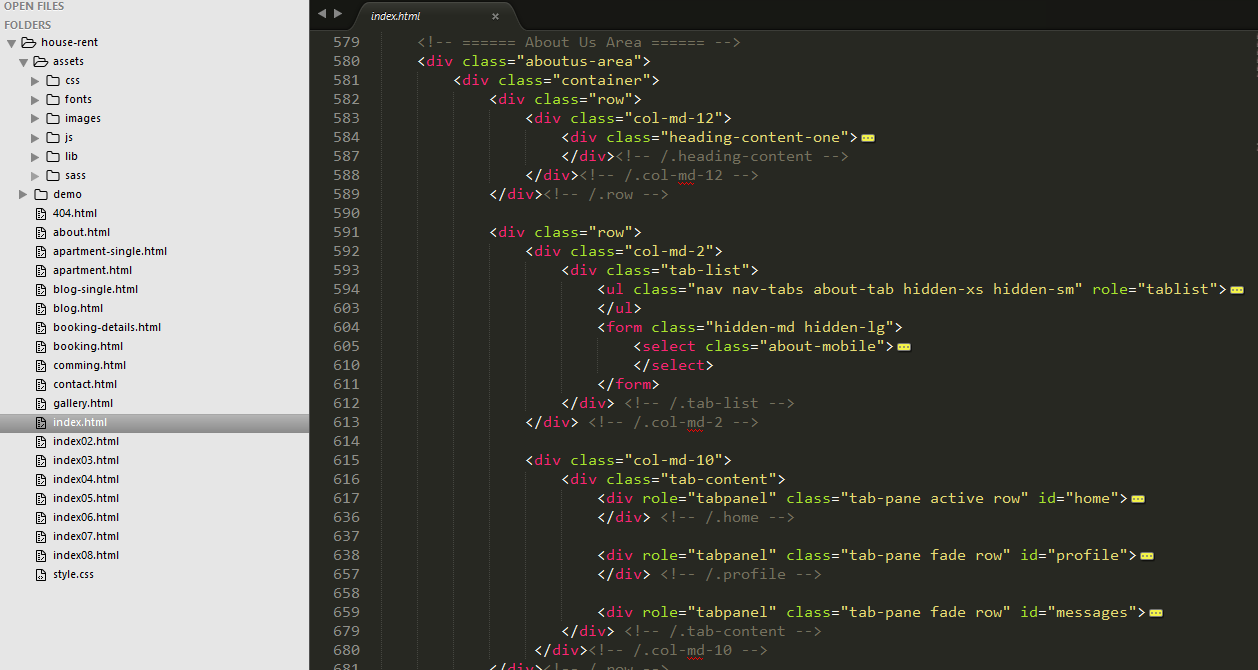 OPEN FILES
FOLDERS
house-rent
assets
css
fonts
images
js
lib
sass
demo
404.html
about.html
apartment-single.html
apartment.html
blog-single.html
blog.html
booking-details.html
booking.html
comming.html
contact.html
gallery.html
index.html
index02.html
index03.html
index04.html
index05.html
index06.html
index07.html
index08.html
style.css
index.html ×
579 <!-- ====== About Us Area ====== -->
580 <div class="aboutus-area">
581 <div class="container">
582 <div class="row">
583 <div class="col-md-12">
584 <div class="heading-content-one">
587 </div><!-- /.heading-content -->
588 </div><!-- /.col-md-12 -->
589 </div><!-- /.row -->
590
591 <div class="row">
592 <div class="col-md-2">
593 <div class="tab-list">
594 <ul class="nav nav-tabs about-tab hidden-xs hidden-sm" role="tablist">
603 </ul>
604 <form class="hidden-md hidden-lg">
605 <select class="about-mobile">
610 </select>
611 </form>
612 </div> <!-- /.tab-list -->
613 </div> <!-- /.col-md-2 -->
614
615 <div class="col-md-10">
616 <div class="tab-content">
617 <div role="tabpanel" class="tab-pane active row" id="home">
636 </div> <!-- /.home -->
637
638 <div role="tabpanel" class="tab-pane fade row" id="profile">
657 </div> <!-- /.profile -->
658
659 <div role="tabpanel" class="tab-pane fade row" id="messages">
679 </div> <!-- /.tab-content -->
680 </div><!-- /.col-md-10 -->
681 </div><!-- /.row -->